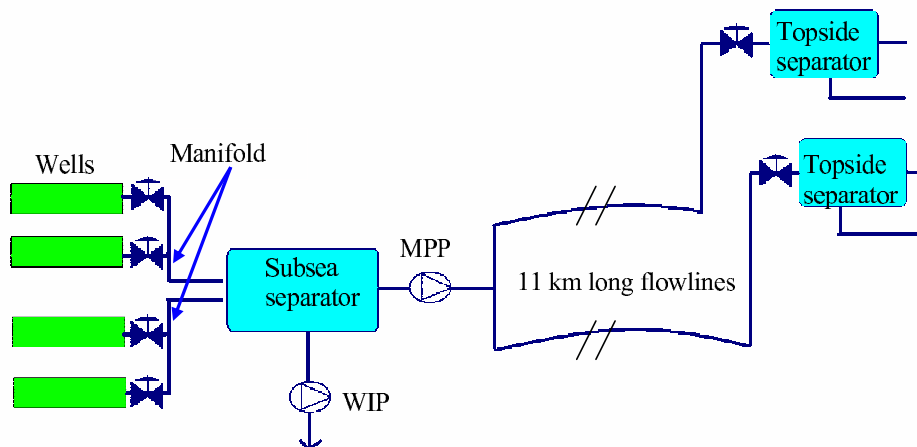 Topside
separator
Wells
Manifold
Topside
separator
Subsea
separator
MPP
11 km long flowlines
WIP